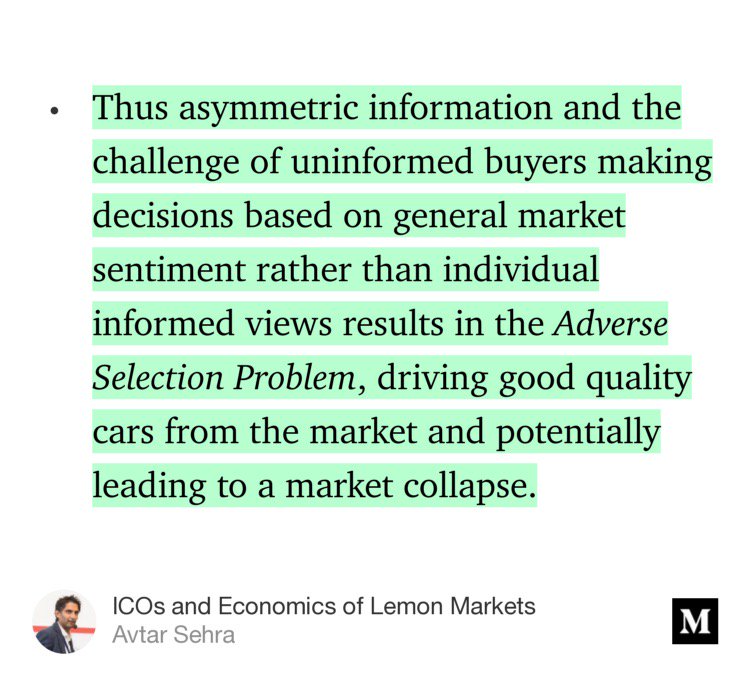 • Thus asymmetric information and the
challenge of uninformed buyers making
decisions based on general market
sentiment rather than individual
informed views results in the Adverse
Selection Problem, driving good quality
cars from the market and potentially
leading to a market collapse.
ICOs and Economics of Lemon Markets
Avtar Sehra
M